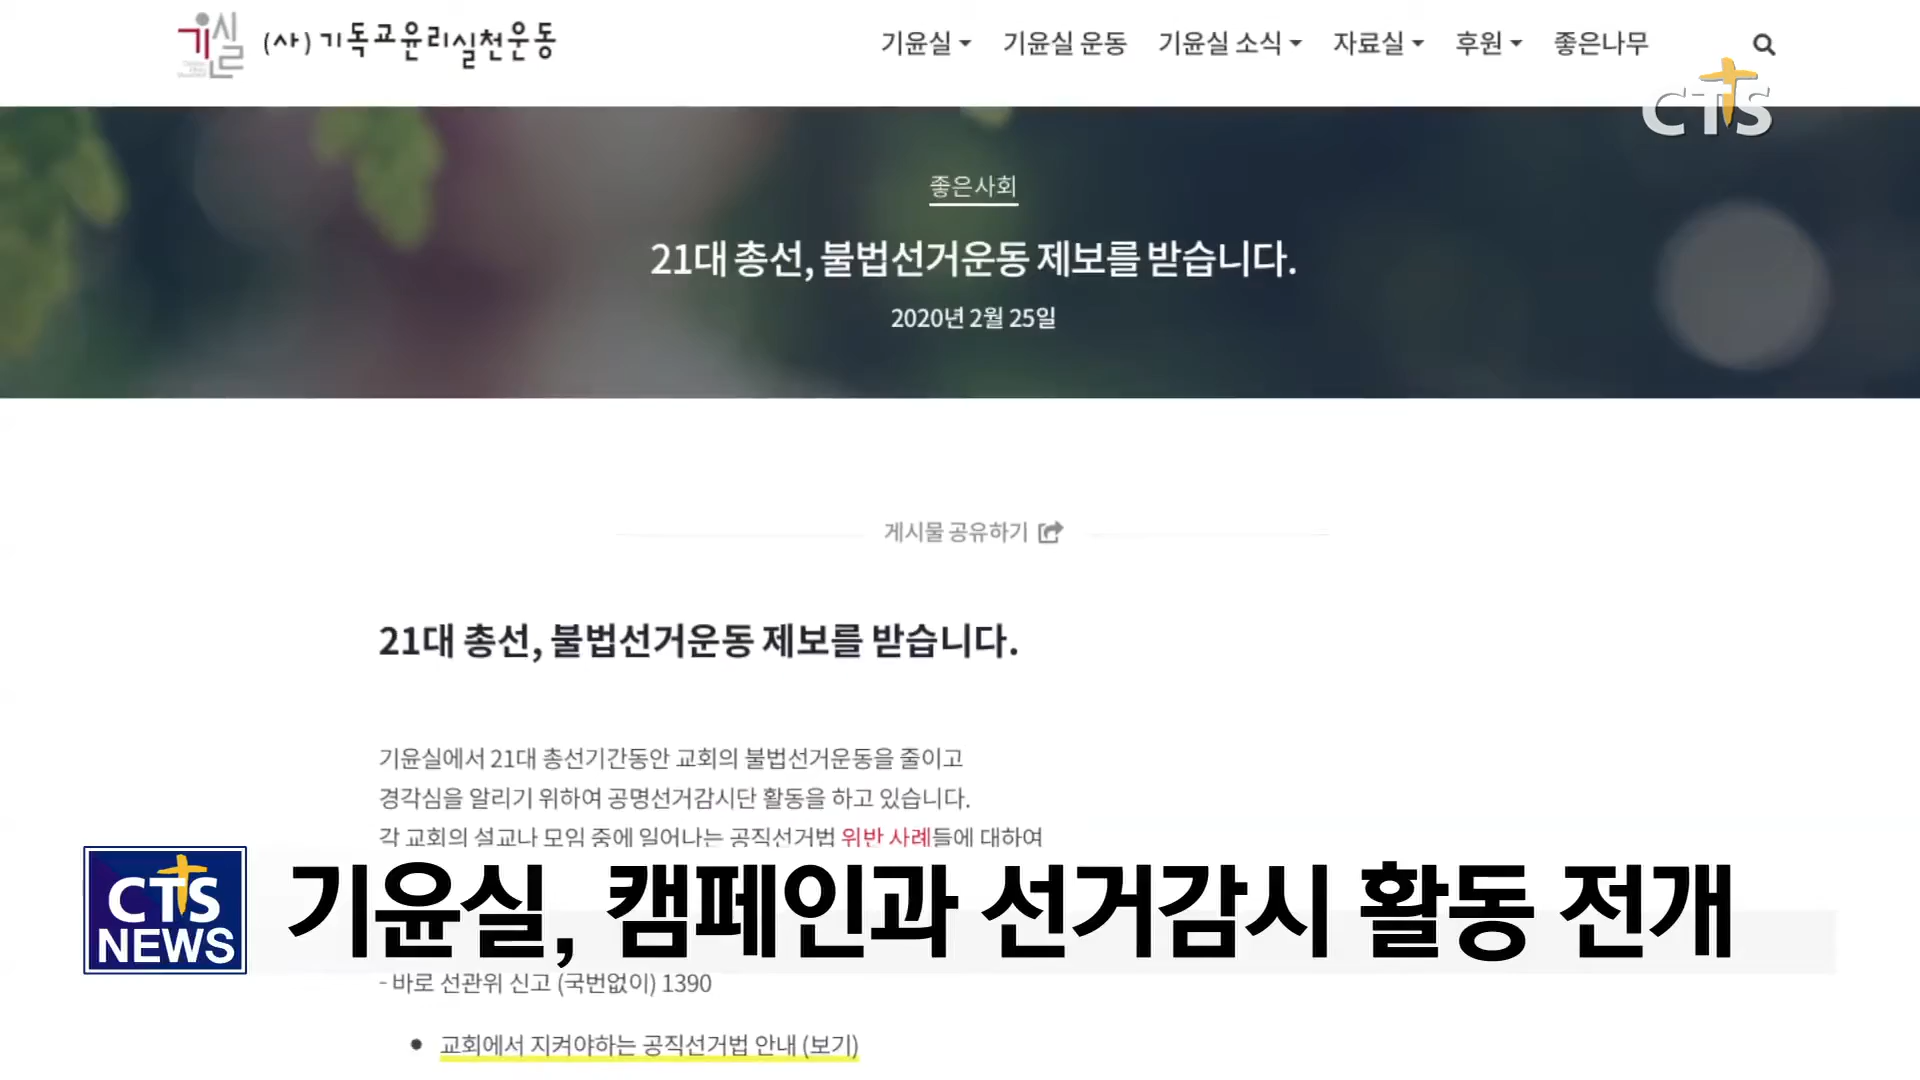 기윤실
(사)기독교윤리실천운동
기윤실 기윤실 운동 기윤실 소식 자료실 후원 좋은나무
CTS
좋은사회
21대 총선, 불법선거운동 제보를 받습니다.
2020년 2월 25일
게시물 공유하기
21대 총선, 불법선거운동 제보를 받습니다.
기윤실에서 21대 총선기간동안 교회의 불법선거운동을 줄이고
경각심을 알리기 위하여 공명선거감시단 활동을 하고 있습니다.
각 교회의 설교나 모임 중에 일어나는 공직선거법 위반 사례들에 대하여
CTS
NEWS
기윤실, 캠페인과 선거감시 활동 전개
- 바로 선관위 신고 (국번없이) 1390
● 교회에서 지켜야하는 공직선거법 안내 (보기)